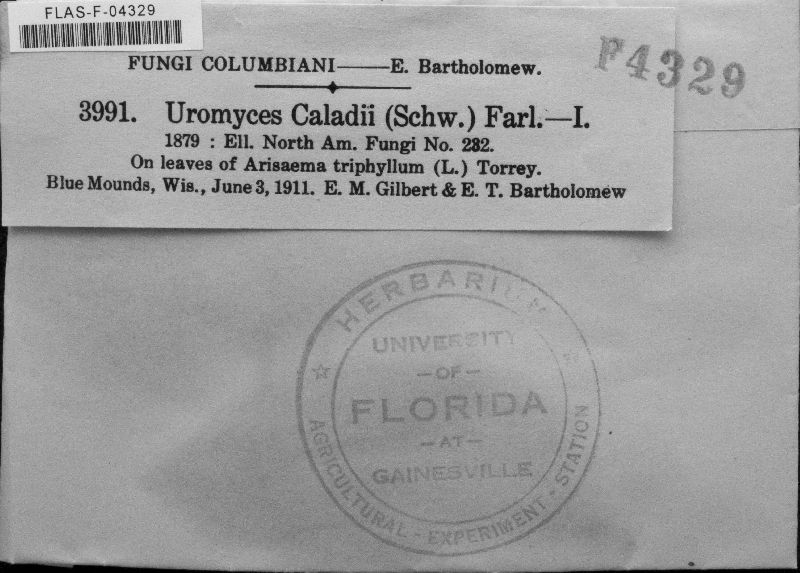 FLAS-F-04329
F4329
FUNGI COLUMBIANI——E. Bartholomew.
3991. Uromyces Caladii (Schw.) Farl.—I.
1879 : Ell. North Am. Fungi No. 232.
On leaves of Arisaema triphyllum (L.) Torrey.
Blue Mounds, Wis., June 3, 1911. E. M. Gilbert & E. T. Bartholomew
HERBARIUM
UNIVERSITY
—OF—
FLORIDA
—AT—
GAINESVILLE
AGRICULTURAL - EXPERIMENT - STATION